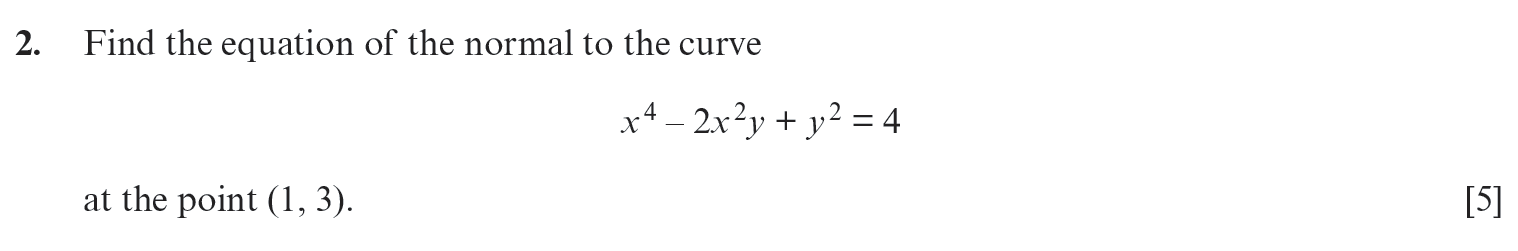 2. Find the equation of the normal to the curve
x⁴ – 2x²y + y² = 4
at the point (1, 3). [5]